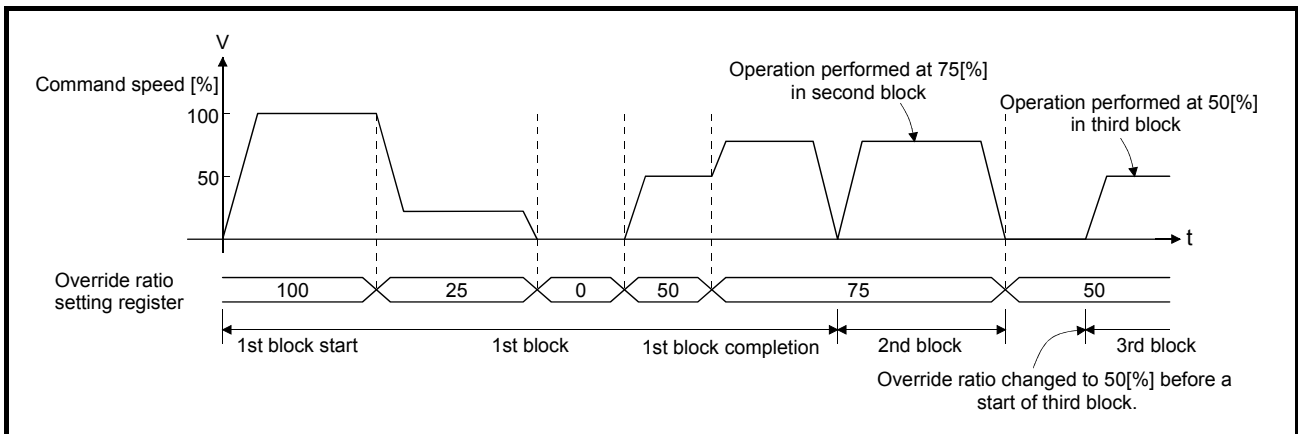 V
Command speed [%]
100
50
Operation performed at 75[%]
in second block
Operation performed at 50[%]
in third block
t
Override ratio
setting register
100
25
0
50
75
50
1st block start
1st block
1st block completion
2nd block
3rd block
Override ratio changed to 50[%] before a
start of third block.